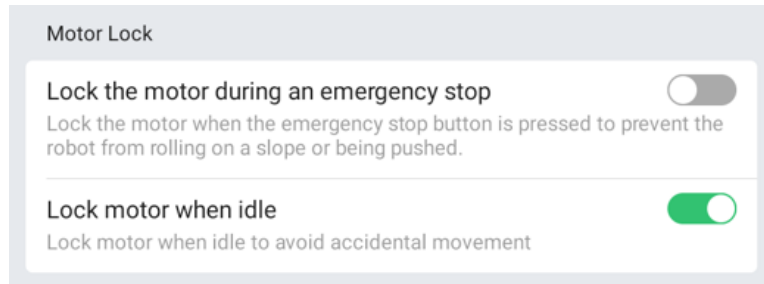 Motor Lock
Lock the motor during an emergency stop
Lock the motor when the emergency stop button is pressed to prevent the
robot from rolling on a slope or being pushed.
Lock motor when idle
Lock motor when idle to avoid accidental movement